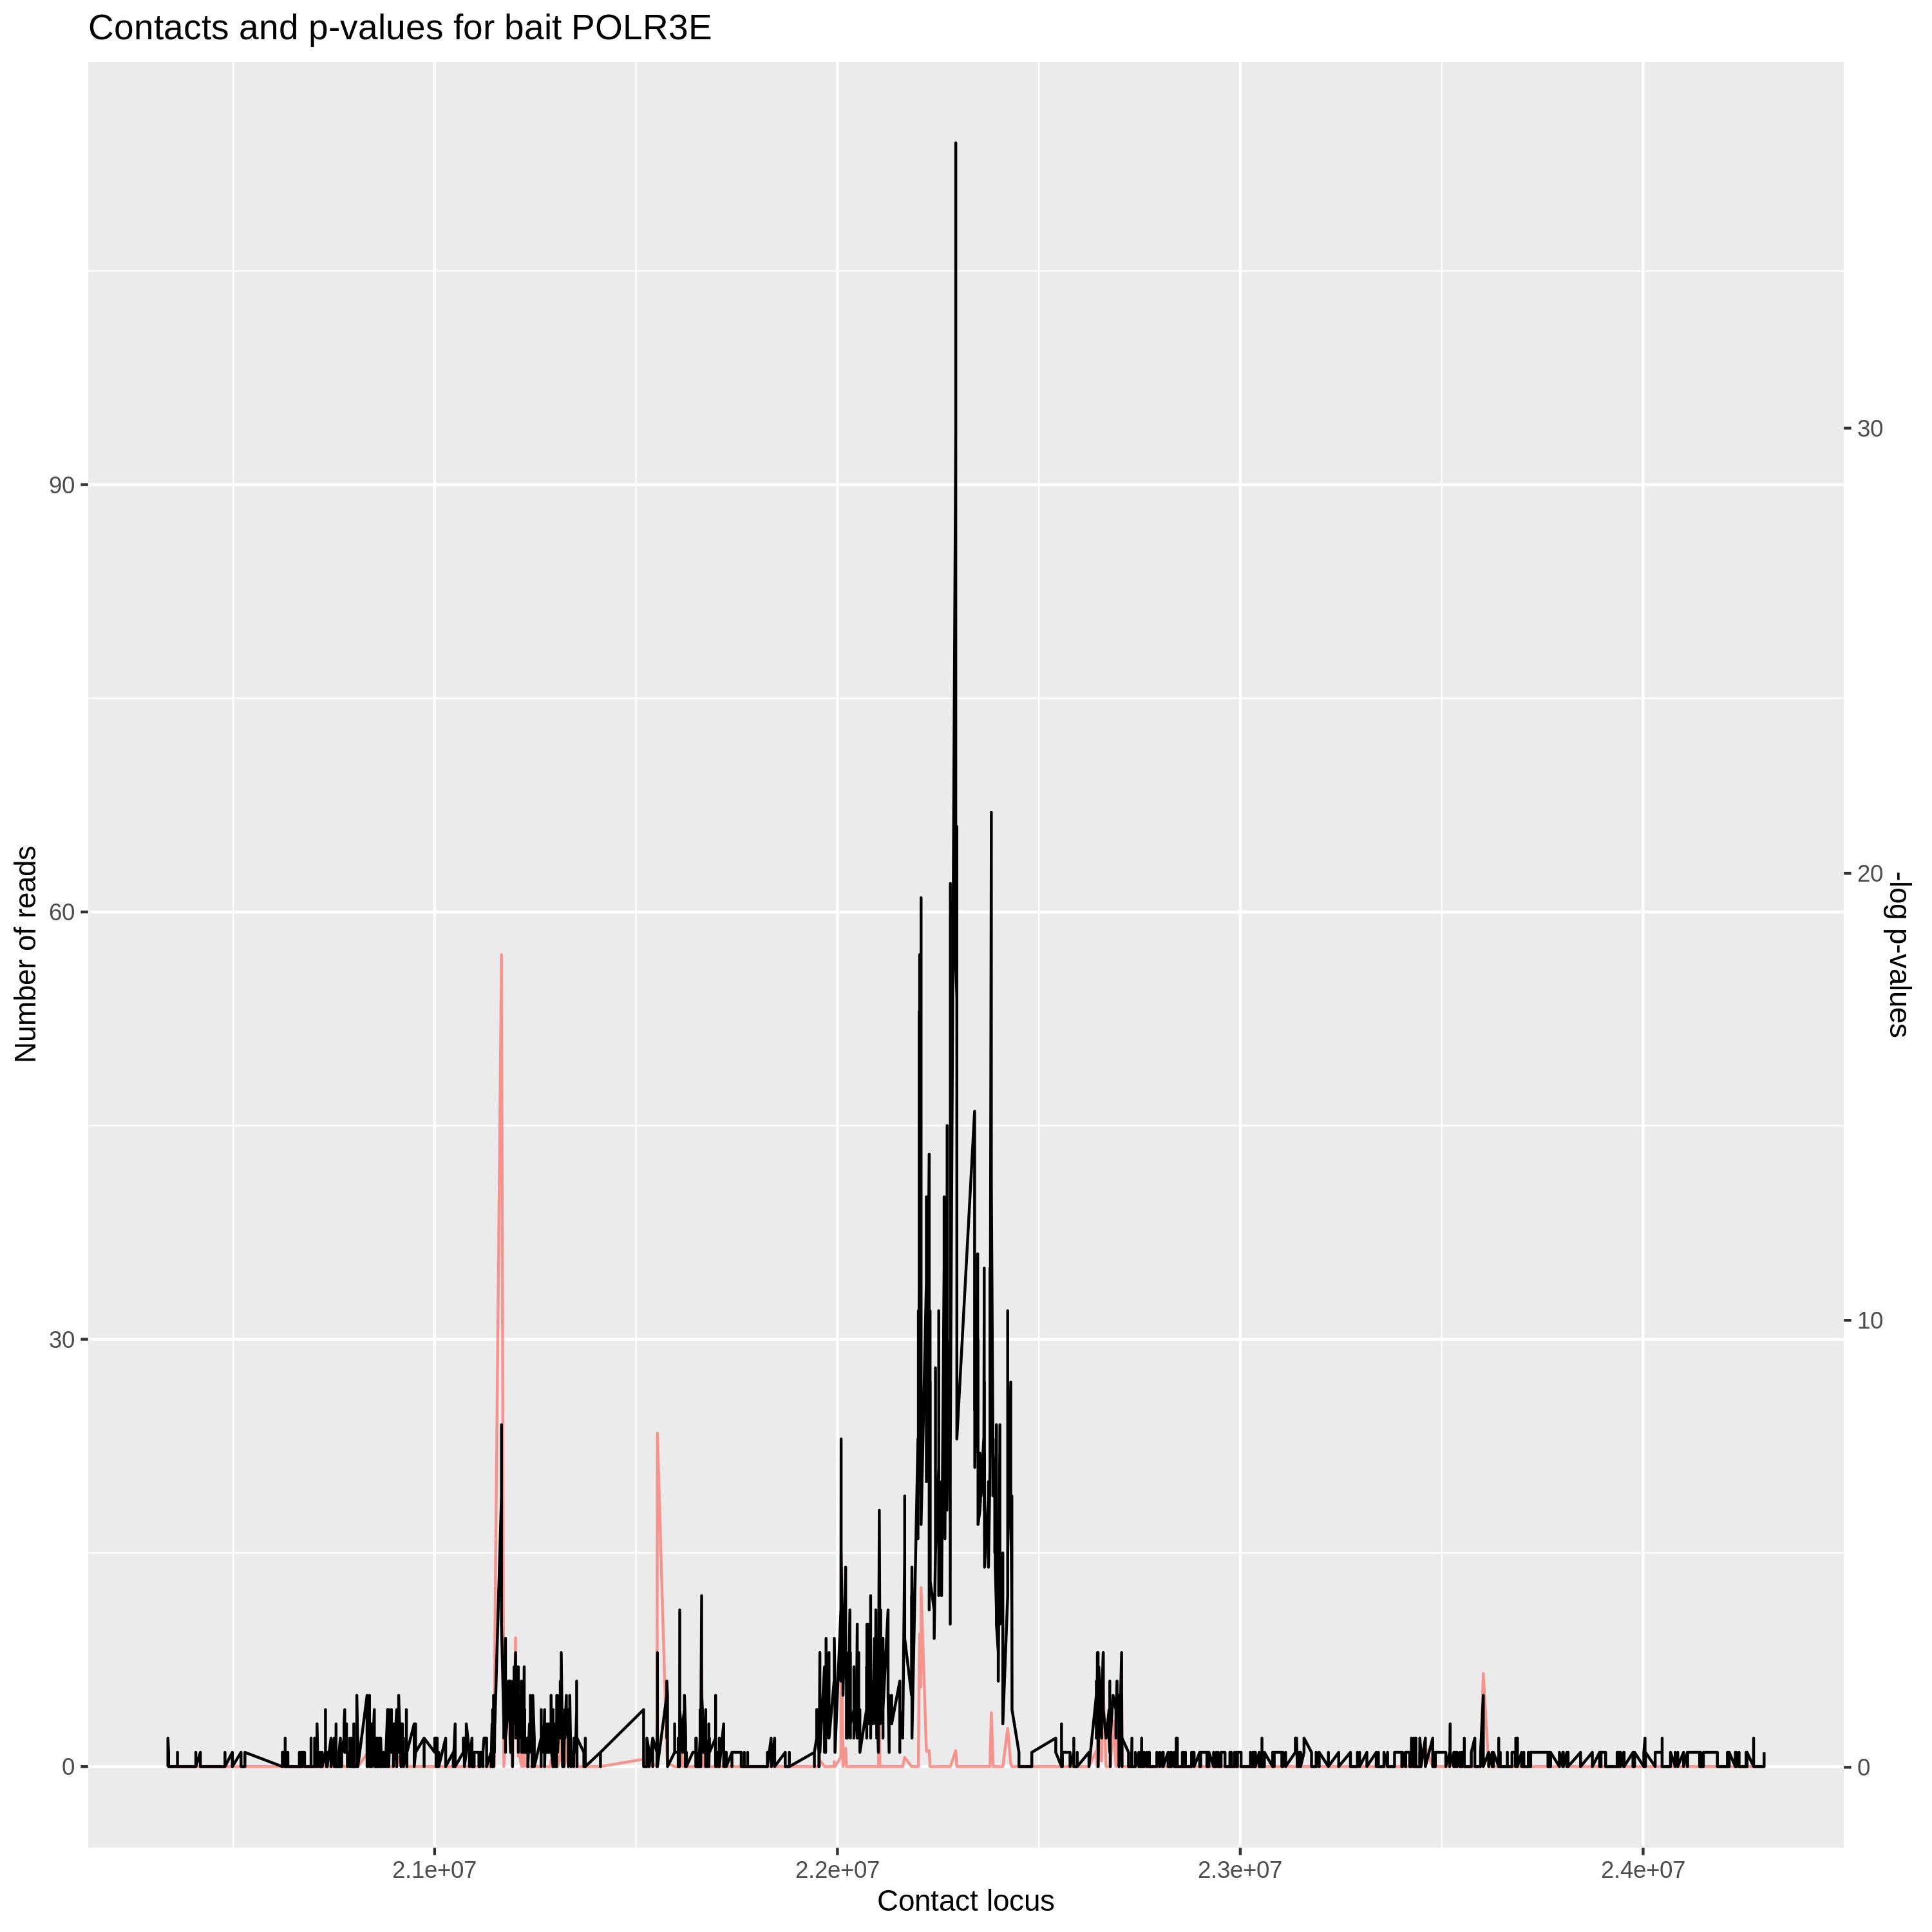 Contacts and p-values for bait POLR3E
90
60
30
0
30
20
10
0
Number of reads
-log p-values
2.1e+07
2.2e+07
2.3e+07
2.4e+07
Contact locus